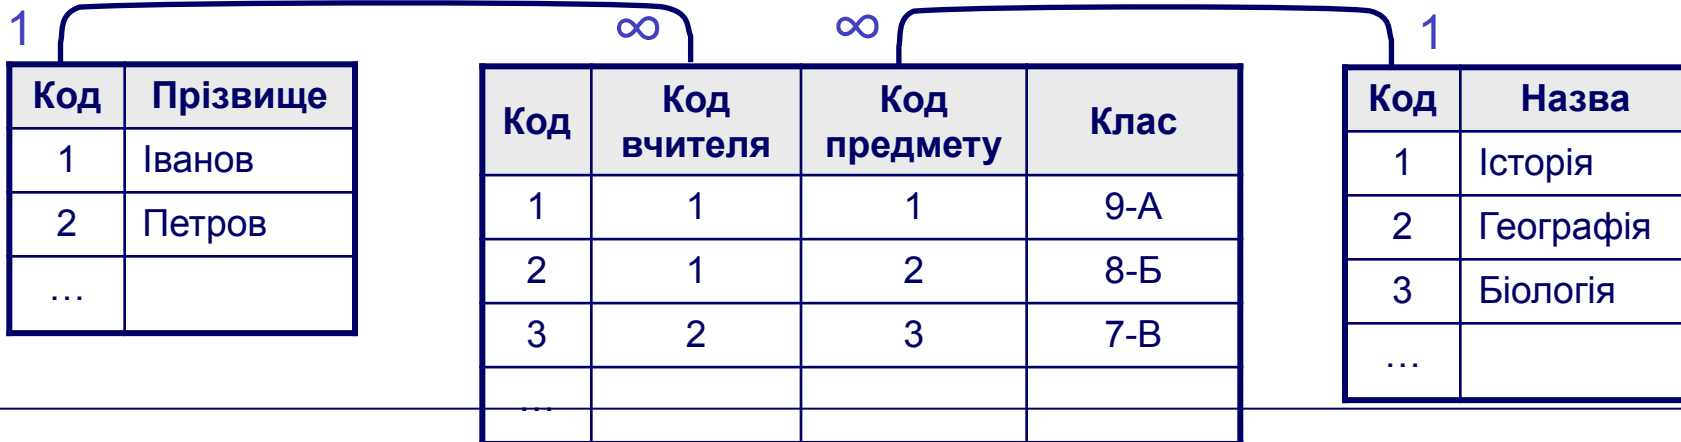 1 ∞ ∞ 1
Код Прізвище
1 Іванов
2 Петров
…
Код Код вчителя Код предмету Клас
1 1 1 9-А
2 1 2 8-Б
3 2 3 7-В
…
Код Назва
1 Історія
2 Географія
3 Біологія
…